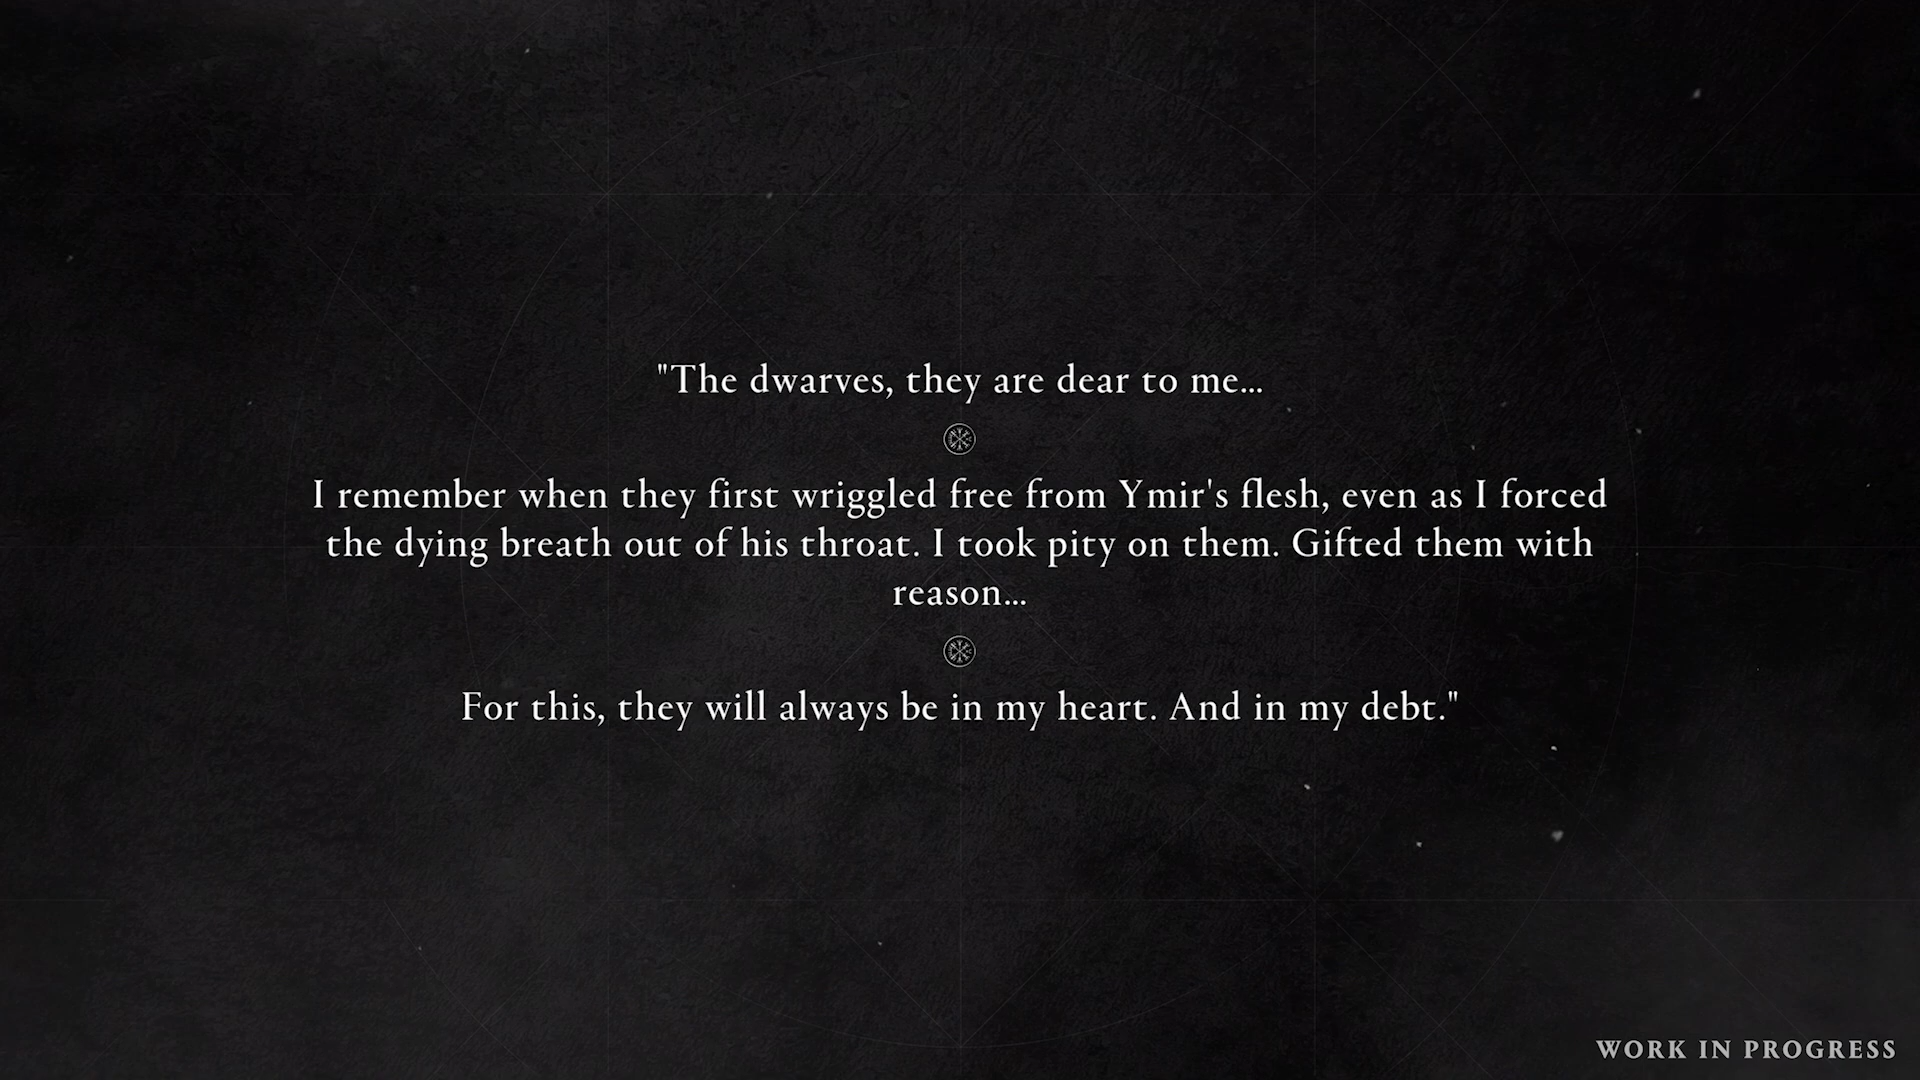 "The dwarves, they are dear to me...
I remember when they first wriggled free from Ymir's flesh, even as I forced
the dying breath out of his throat. I took pity on them. Gifted them with
reason...
For this, they will always be in my heart. And in my debt."
WORK IN PROGRESS